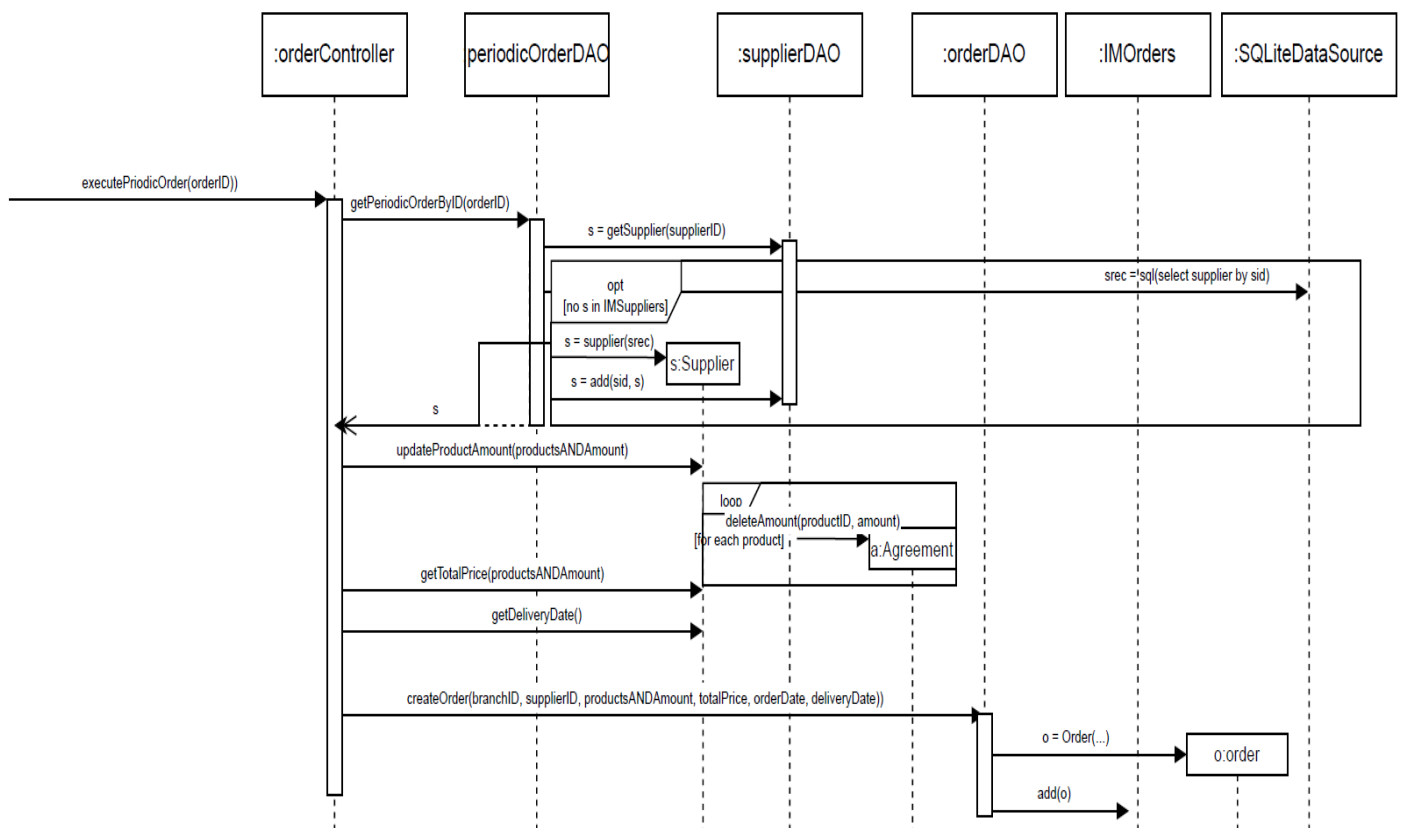 :orderController
periodicOrderDAO
:supplierDAO
:orderDAO
:IMOrders
:SQLiteDataSource
executePriodicOrder(orderID))
getPeriodicOrderByID(orderID)
s = getSupplier(supplierID)
srec = sql(select supplier by sid)
opt
[no s in IMSuppliers]
s = supplier(srec)
s:Supplier
s = add(sid, s)
s
updateProductAmount(productsANDAmount)
loop
deleteAmount(productID, amount)
[for each product]
a:Agreement
getTotalPrice(productsANDAmount)
getDeliveryDate()
createOrder(branchID, supplierID, productsANDAmount, totalPrice, orderDate, deliveryDate))
o = Order(...)
o:order
add(o)